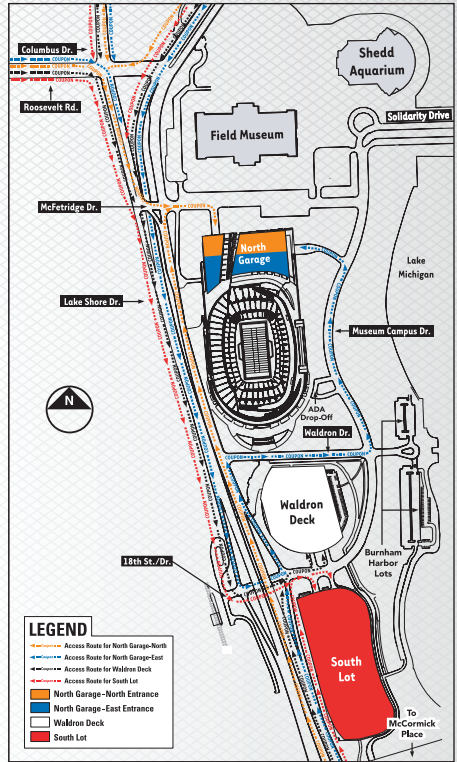 Columbus Dr.
Roosevelt Rd.
Shedd
Aquarium
Solidarity Drive
Field Museum
McFetridge Dr.
North
Garage
Lake
Michigan
Lake Shore Dr.
Museum Campus Dr.
N
ADA
Drop-Off
Waldron Dr.
COUPON
COUPON
COUPON
Waldron
Deck
Burnham
Harbor
Lots
18th St./Dr.
South
Lot
To
McCormick
Place
LEGEND
Access Route for North Garage-North
Access Route for North Garage-East
Access Route for Waldron Deck
Access Route for South Lot
North Garage-North Entrance
North Garage-East Entrance
Waldron Deck
South Lot